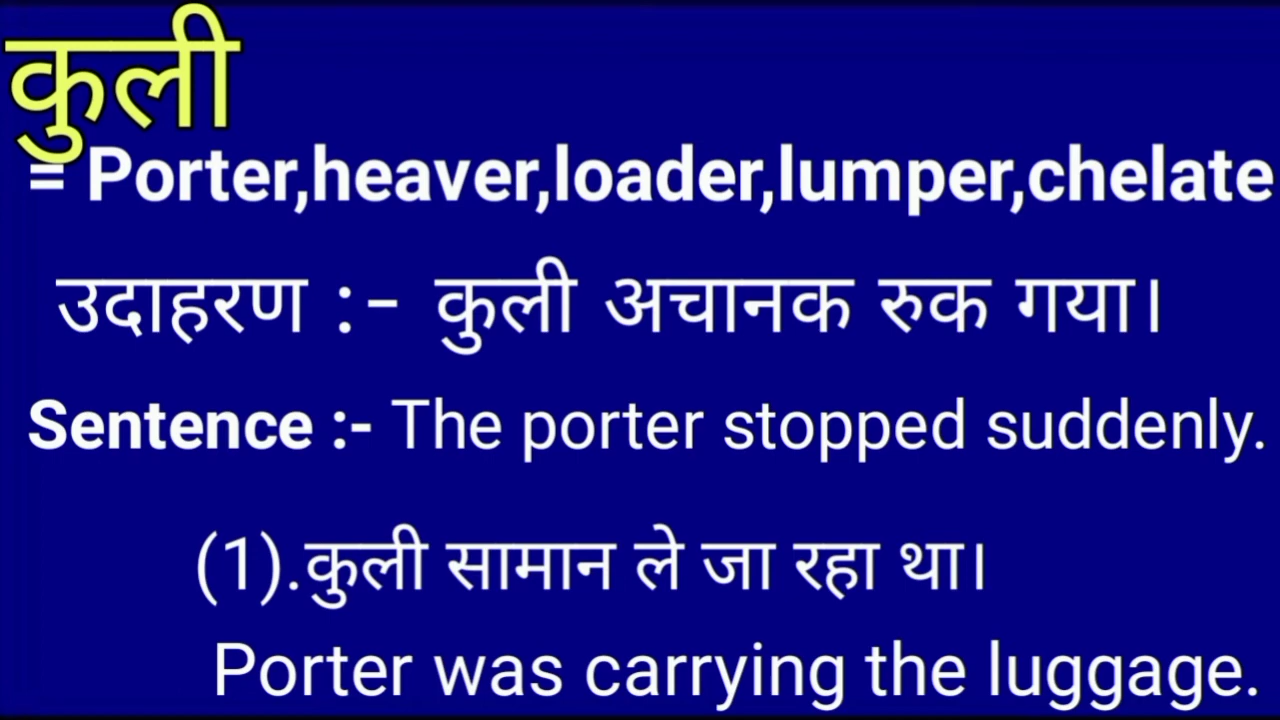 कुली
= Porter,heaver,loader,lumper,chelate
उदाहरण :- कुली अचानक रुक गया।
Sentence :- The porter stopped suddenly.
(1).कुली सामान ले जा रहा था।
Porter was carrying the luggage.